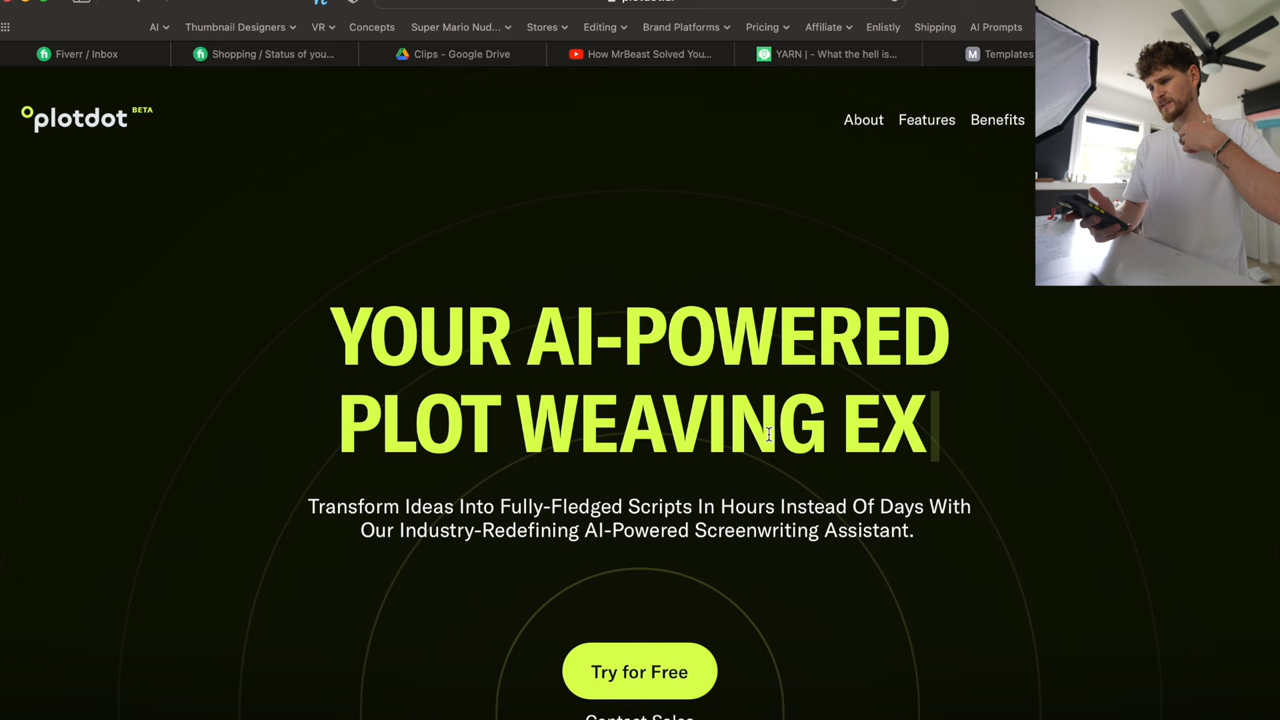 AI Thumbnail Designers VR Concepts Super Mario Nud... Stores Editing Brand Platforms Pricing Affiliate Enlistly Shipping AI Prompts
Fiverr / Inbox Shopping / Status of you... Clips - Google Drive How MrBeast Solved You... YARN | - What the hell is... M Templates
plotdot BETA
About Features Benefits
YOUR AI-POWERED
PLOT WEAVING EX
Transform Ideas Into Fully-Fledged Scripts In Hours Instead Of Days With
Our Industry-Redefining AI-Powered Screenwriting Assistant.
Try for Free
Contact Sales